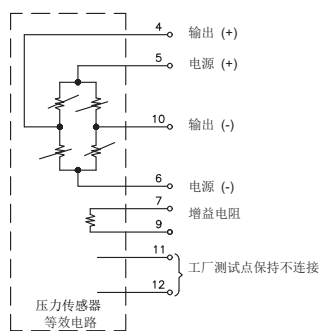 4 输出 (+)
5 电源 (+)
10 输出 (-)
6 电源 (-)
7 增益电阻
9
11 工厂测试点保持不连接
12
压力传感器
等效电路